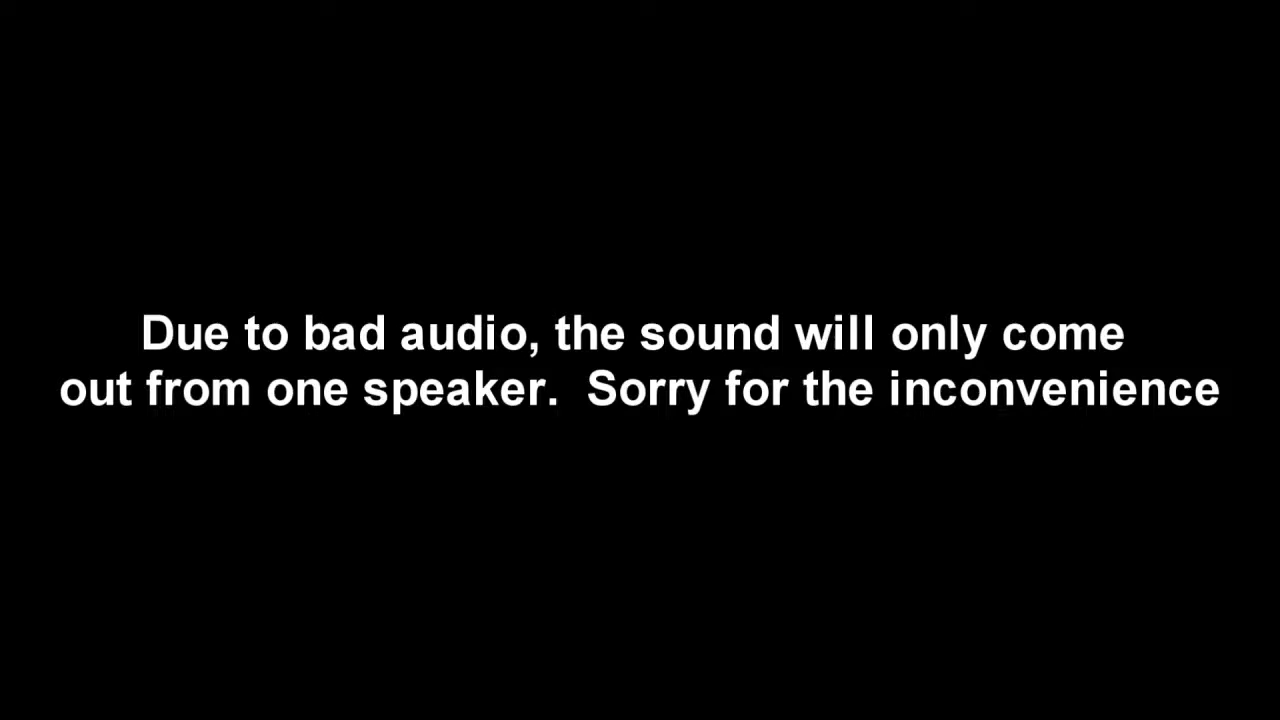 Due to bad audio, the sound will only come
out from one speaker.  Sorry for the inconvenience